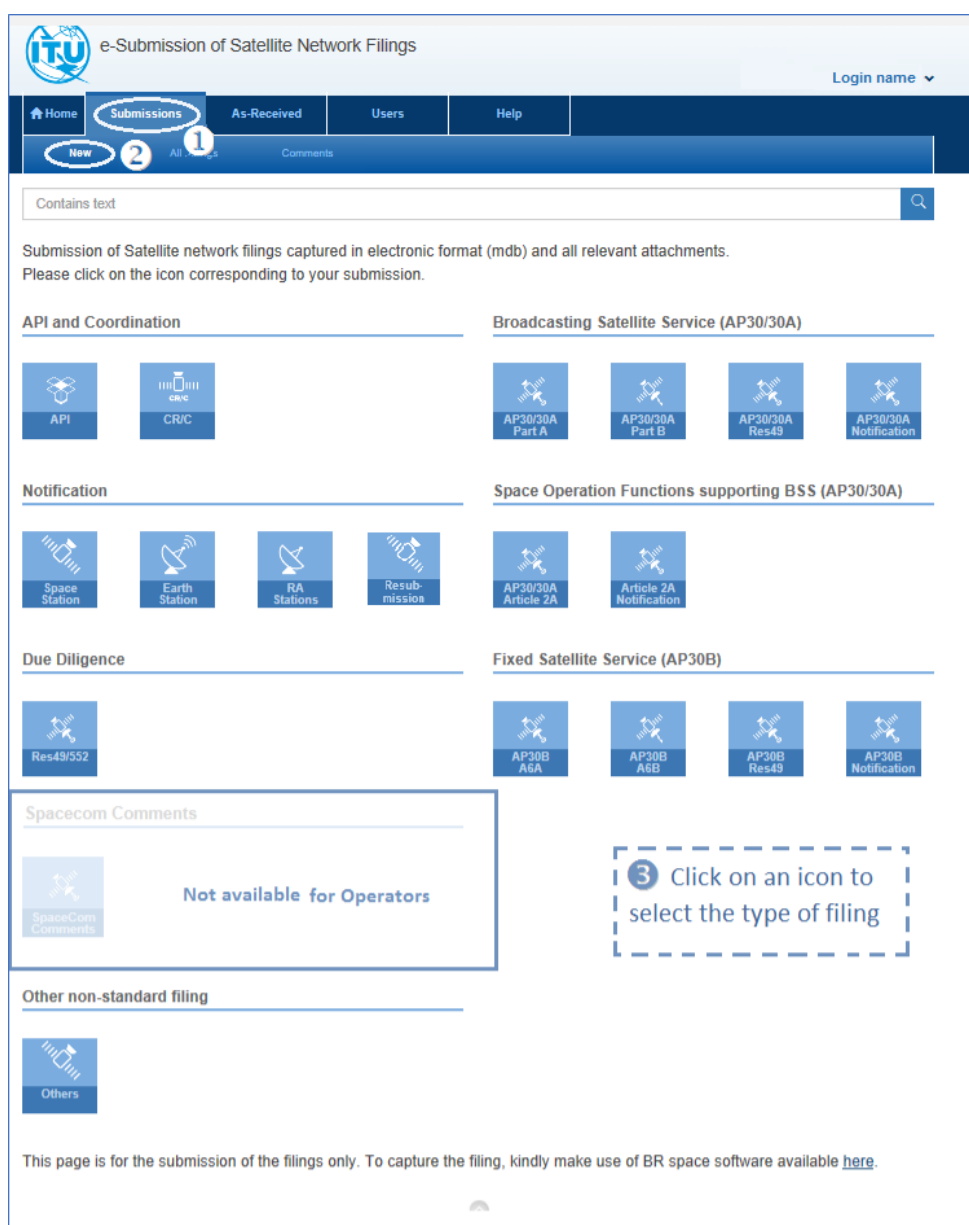 ITU
e-Submission of Satellite Network Filings
Login name
Home Submissions As-Received Users Help
1
New 2 All Comments
Contains text
Submission of Satellite network filings captured in electronic format (mdb) and all relevant attachments.
Please click on the icon corresponding to your submission.
API and Coordination
API
CR/C
CR/C
Broadcasting Satellite Service (AP30/30A)
AP30/30A
Part A
AP30/30A
Part B
AP30/30A
Res49
AP30/30A
Notification
Notification
Space
Station
Earth
Station
RA
Stations
Resub-
mission
Space Operation Functions supporting BSS (AP30/30A)
AP30/30A
Article 2A
Article 2A
Notification
Due Diligence
Res49/552
Fixed Satellite Service (AP30B)
AP30B
A6A
AP30B
A6B
AP30B
Res49
AP30B
Notification
Spacecom Comments
SpaceCom
Comments
Not available for Operators
3 Click on an icon to
select the type of filing
Other non-standard filing
Others
This page is for the submission of the filings only. To capture the filing, kindly make use of BR space software available here.